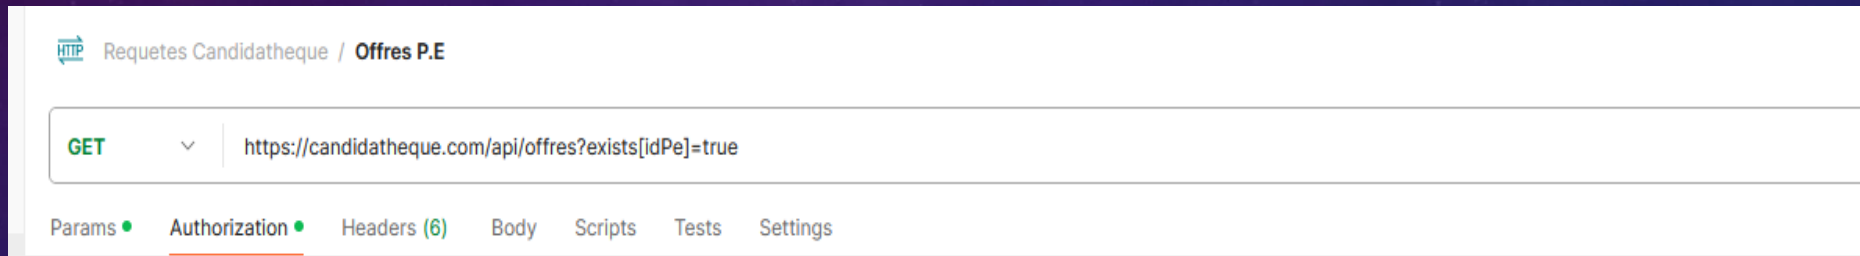 HTTP Requetes Candidatheque / Offres P.E
GET https://candidatheque.com/api/offres?exists[idPe]=true
Params Authorization Headers (6) Body Scripts Tests Settings